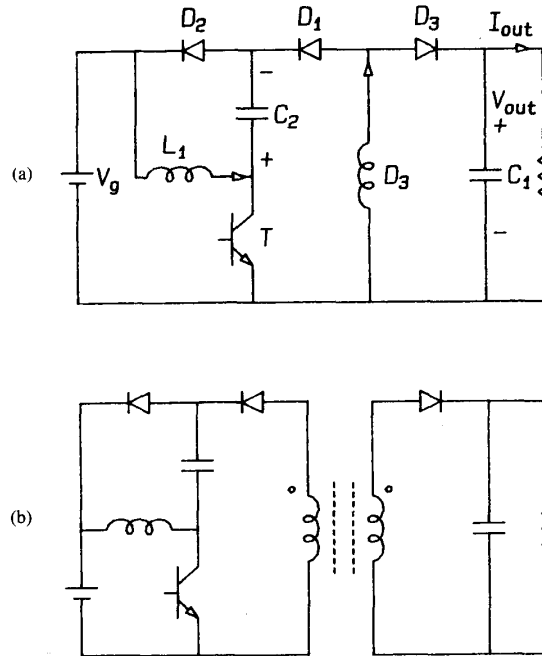 D2 D1 D3 Iout
− C2 Vout
+
L1 +
(a) Vg D3 C1
T −
(b)